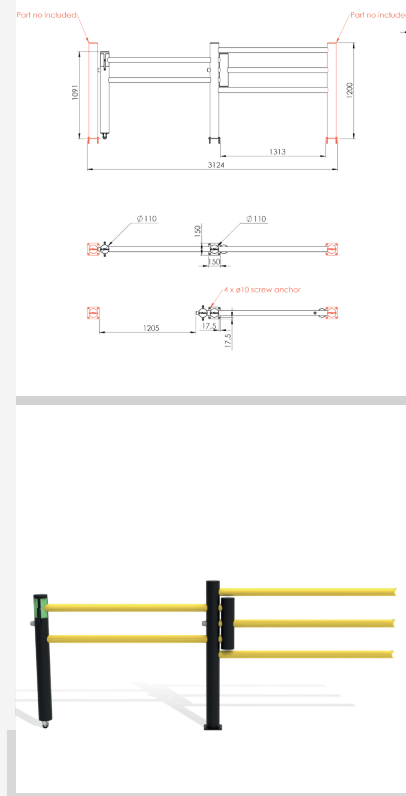 Part no included
Part no included
1091
1200
1313
3124
Ø110
Ø110
150
150
4 x ø10 screw anchor
1205
17.5
17.5